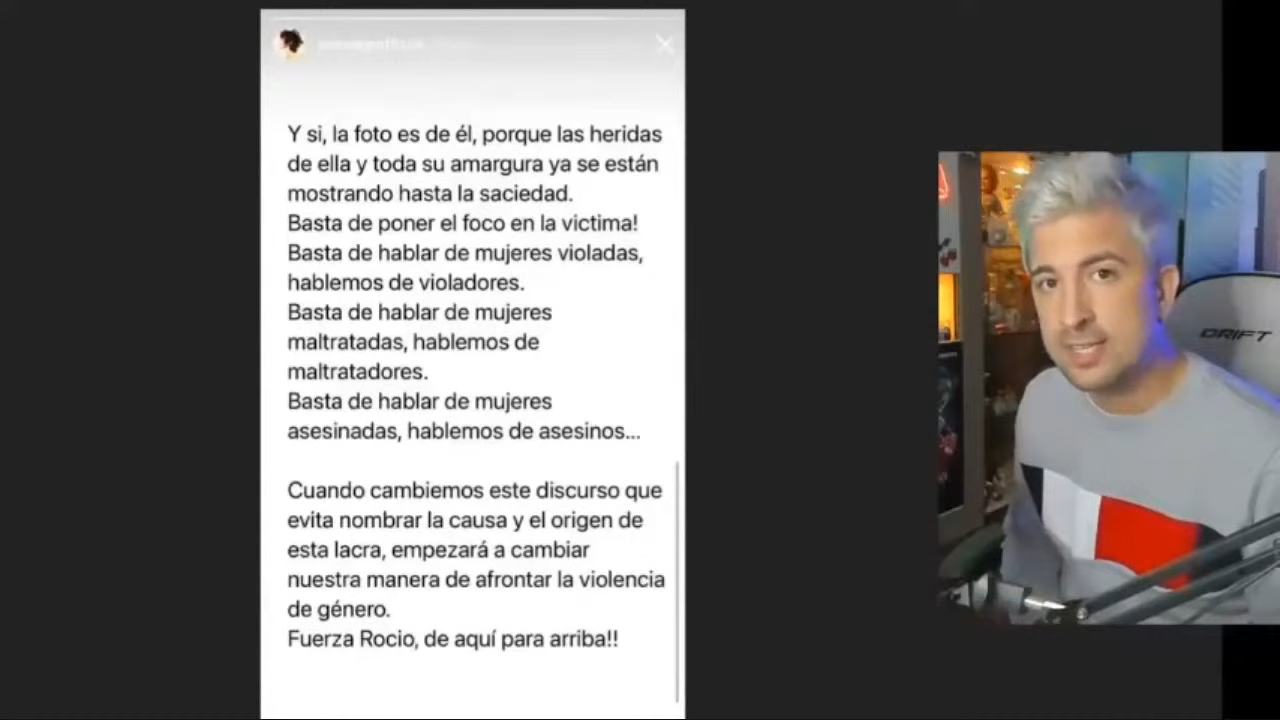 Y si, la foto es de él, porque las heridas
de ella y toda su amargura ya se están
mostrando hasta la saciedad.
Basta de poner el foco en la victima!
Basta de hablar de mujeres violadas,
hablemos de violadores.
Basta de hablar de mujeres
maltratadas, hablemos de
maltratadores.
Basta de hablar de mujeres
asesinadas, hablemos de asesinos...
Cuando cambiemos este discurso que
evita nombrar la causa y el origen de
esta lacra, empezará a cambiar
nuestra manera de afrontar la violencia
de género.
Fuerza Rocio, de aquí para arriba!!
DRIFT